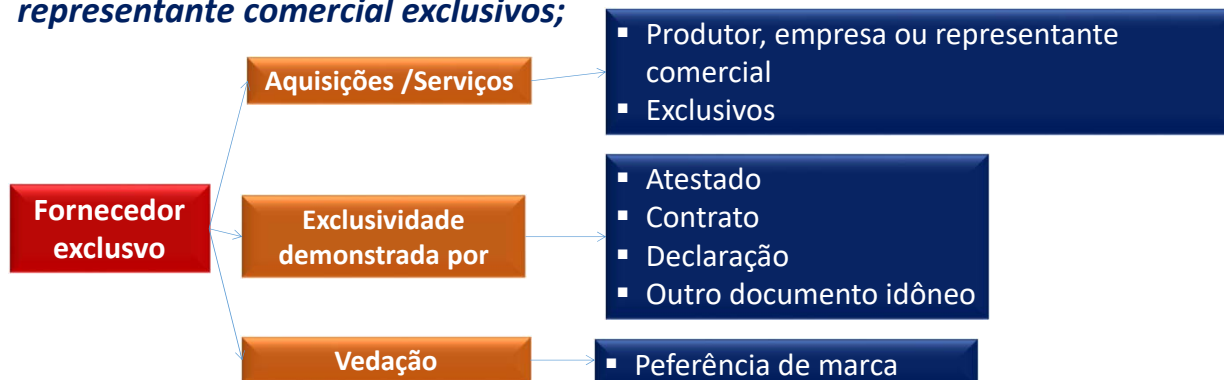 representante comercial exclusivos;
Aquisições /Serviços
▪ Produtor, empresa ou representante
comercial
▪ Exclusivos
Fornecedor
exclusvo
Exclusividade
demonstrada por
▪ Atestado
▪ Contrato
▪ Declaração
▪ Outro documento idôneo
Vedação
▪ Peferência de marca